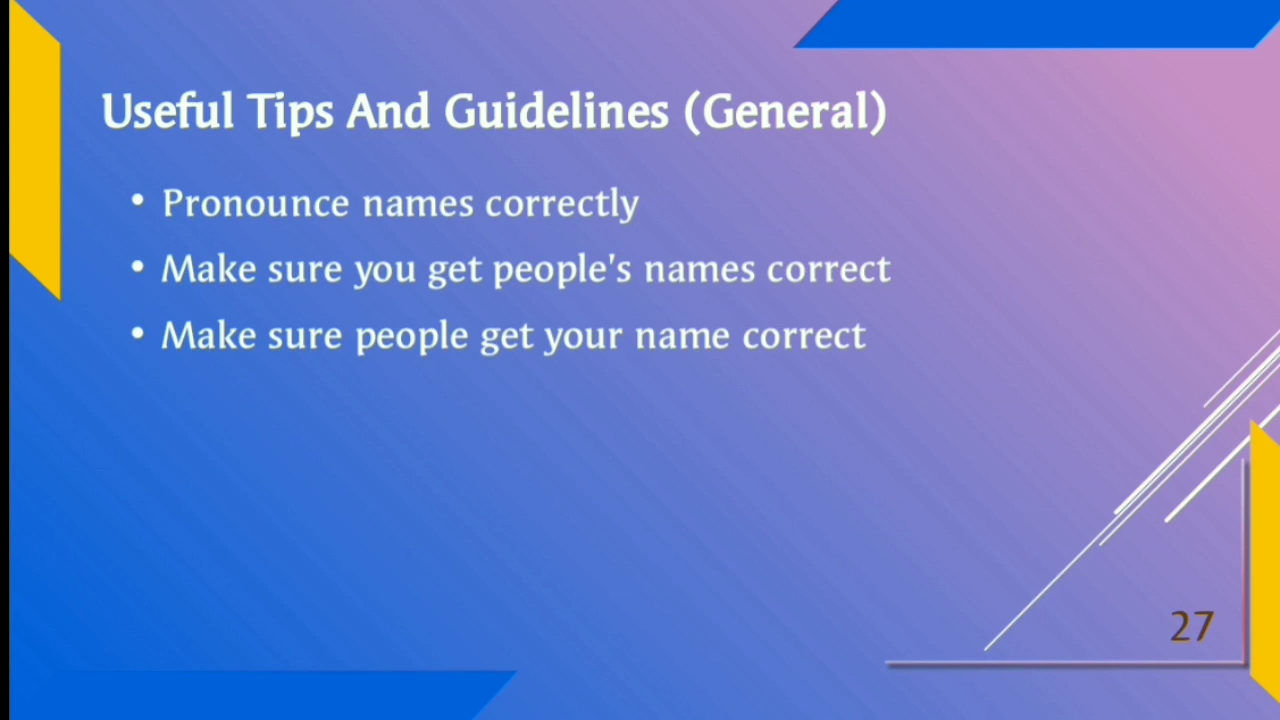 Useful Tips And Guidelines (General)
• Pronounce names correctly
• Make sure you get people's names correct
• Make sure people get your name correct
27